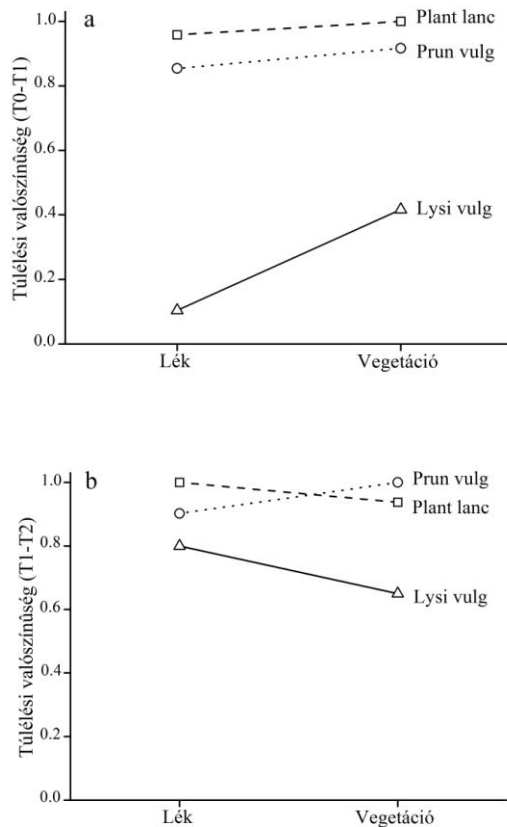 a
Túlélési valószínûség (T0-T1)
1.0
0.8
0.6
0.4
0.2
0.0
Plant lanc
Prun vulg
Lysi vulg
Lék
Vegetáció
b
Túlélési valószínûség (T1-T2)
1.0
0.8
0.6
0.4
0.2
0.0
Prun vulg
Plant lanc
Lysi vulg
Lék
Vegetáció